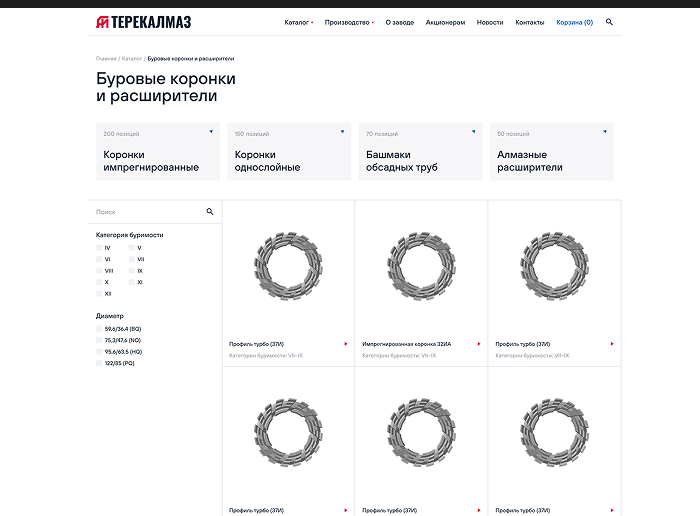 ТЕРЕКАЛМАЗ
Каталог Производство О заводе Акционерам Новости Контакты Корзина (0)
Главная / Каталог / Буровые коронки и расширители
Буровые коронки
и расширители
200 позиций
Коронки
импрегнированные
150 позиций
Коронки
однослойные
70 позиций
Башмаки
обсадных труб
50 позиций
Алмазные
расширители
Поиск
Категория буримости
IV V
VI VII
VIII IX
X XI
XII
Диаметр
59,6/36,4 (BQ)
75,3/47,6 (NQ)
95,6/63,5 (HQ)
122/85 (PQ)
Профиль турбо (37И)
Категории буримости: VII-IX
Импрегнированная коронка 32ИА
Категории буримости: VII-IX
Профиль турбо (37И)
Категории буримости: VII-IX
Профиль турбо (37И)
Профиль турбо (37И)
Профиль турбо (37И)